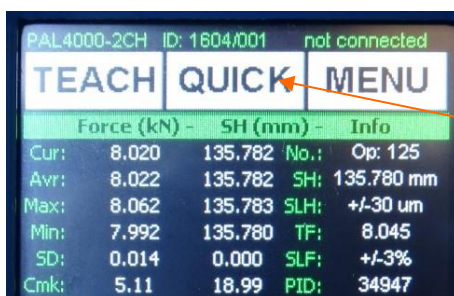 PAL4000-2CH ID: 1604/001 not connected
TEACH QUICK MENU
Force (kN) - SH (mm) - Info
Cur: 8.020 135.782 No.: Op: 125
Avr: 8.022 135.782 SH: 135.780 mm
Max: 8.062 135.783 SLH: +/-30 um
Min: 7.992 135.780 TF: 8.045
SD: 0.014 0.000 SLF: +/-3%
Cmk: 5.11 18.99 PID: 34947